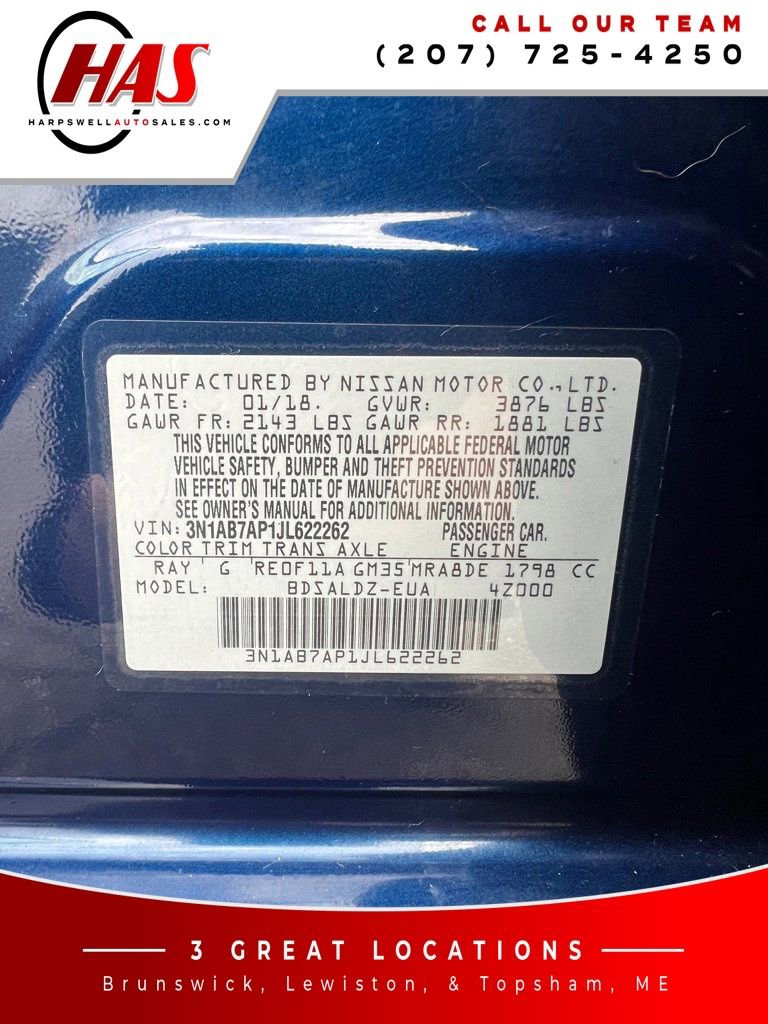 HAS
HARPSWELLAUTOSALES.COM
CALL OUR TEAM
(207) 725-4250
MANUFACTURED BY NISSAN MOTOR CO., LTD.
DATE: 01/18. GVWR: 3876 LBS
GAWR FR: 2143 LBS GAWR RR: 1881 LBS
THIS VEHICLE CONFORMS TO ALL APPLICABLE FEDERAL MOTOR
VEHICLE SAFETY, BUMPER AND THEFT PREVENTION STANDARDS
IN EFFECT ON THE DATE OF MANUFACTURE SHOWN ABOVE.
SEE OWNER'S MANUAL FOR ADDITIONAL INFORMATION.
VIN: 3N1AB7AP1JL622262 PASSENGER CAR.
COLOR TRIM TRANS AXLE ENGINE
RAY G RE0F11A GM35 MRA8DE 1798 CC
MODEL: BDSALDZ-EUA 4Z000
3N1AB7AP1JL622262
3 GREAT LOCATIONS
Brunswick, Lewiston, & Topsham, ME